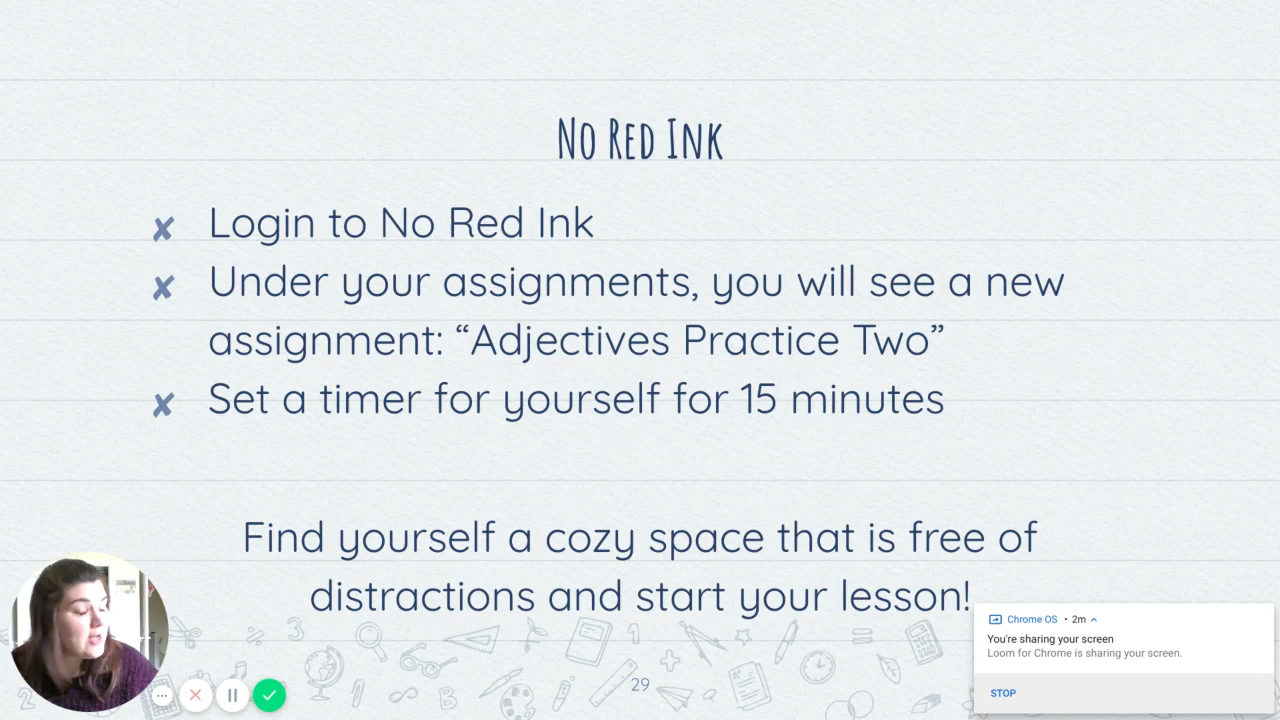 No Red Ink
✘ Login to No Red Ink
✘ Under your assignments, you will see a new
assignment: “Adjectives Practice Two”
✘ Set a timer for yourself for 15 minutes
Find yourself a cozy space that is free of
distractions and start your lesson!
29
Chrome OS • 2m
You're sharing your screen
Loom for Chrome is sharing your screen.
STOP